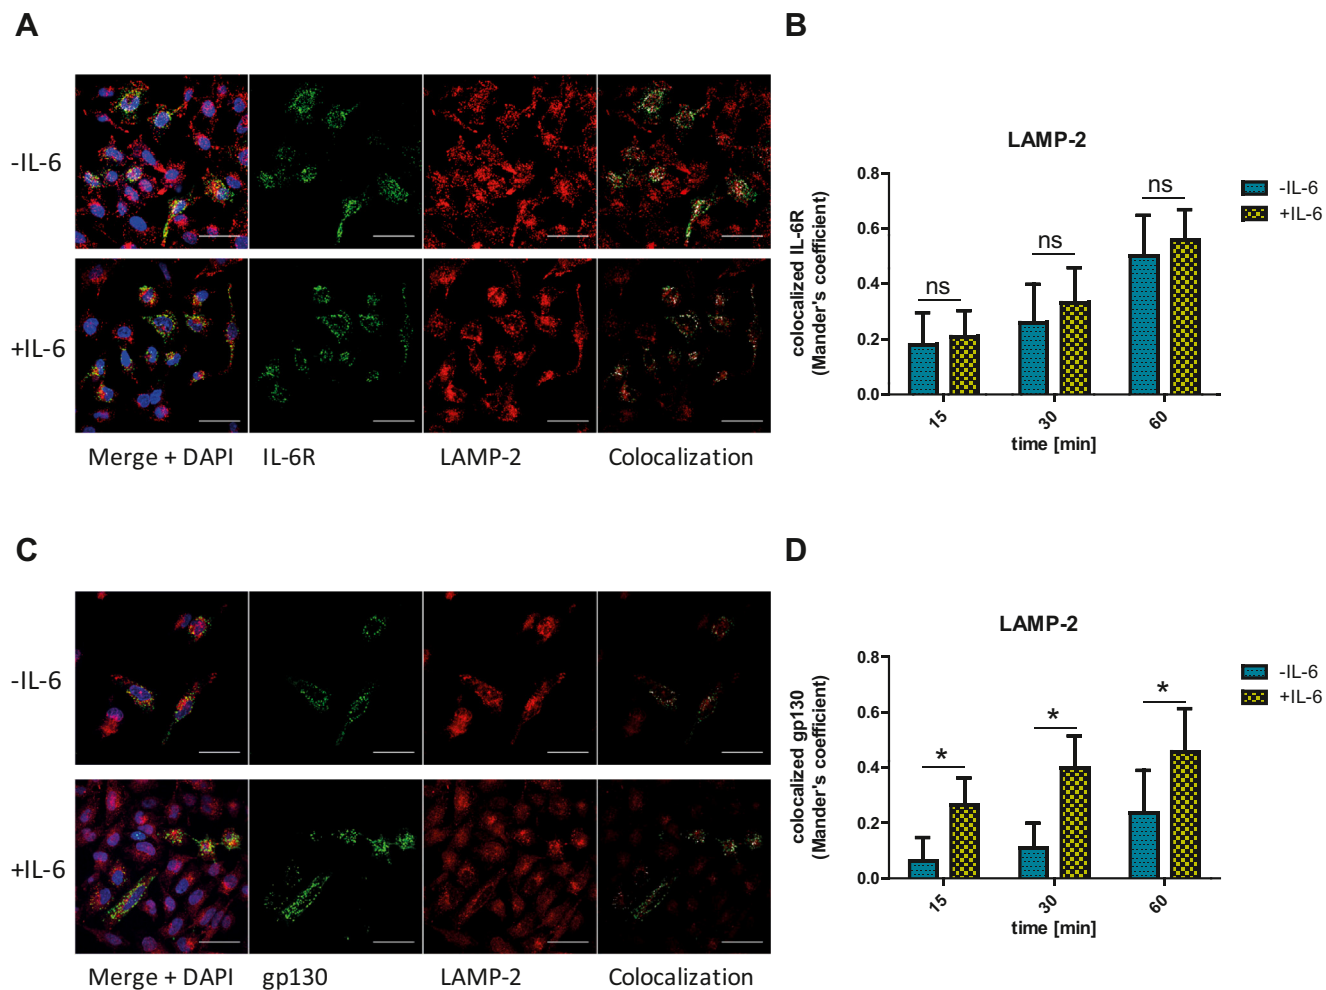 A
-IL-6
+IL-6
Merge + DAPI IL-6R LAMP-2 Colocalization
B
LAMP-2
colocalized IL-6R
(Mander's coefficient)
0.8
0.6
0.4
0.2
0.0
ns
ns
ns
15 30 60
time [min]
-IL-6
+IL-6
C
-IL-6
+IL-6
Merge + DAPI gp130 LAMP-2 Colocalization
D
LAMP-2
colocalized gp130
(Mander's coefficient)
0.8
0.6
0.4
0.2
0.0
*
*
*
15 30 60
time [min]
-IL-6
+IL-6